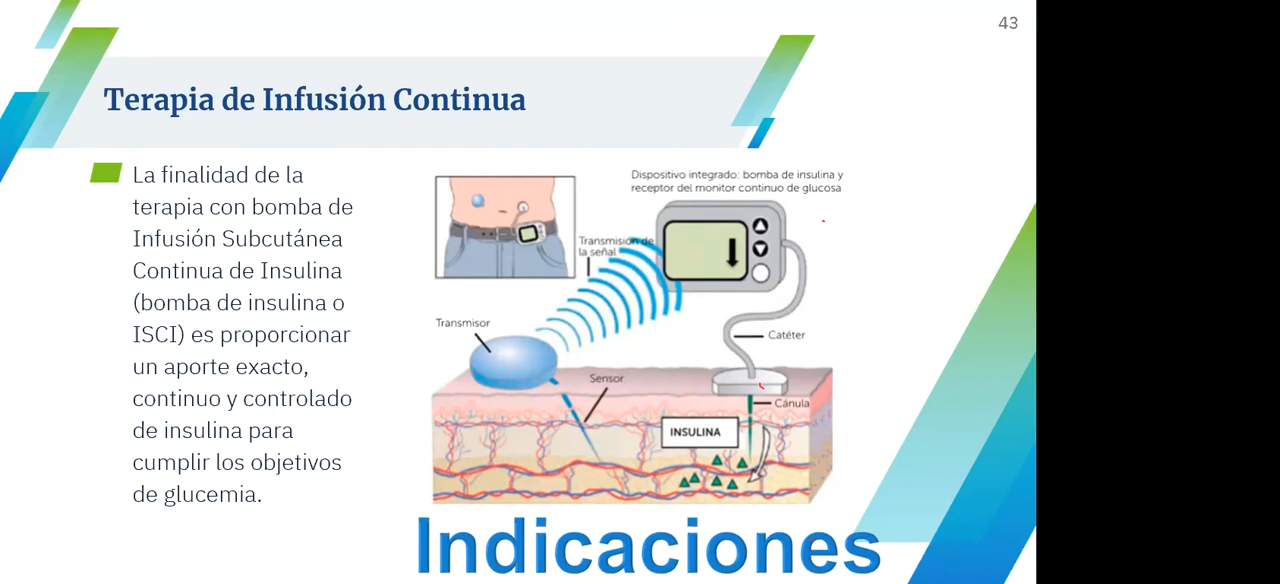 43
Terapia de Infusión Continua
La finalidad de la
terapia con bomba de
Infusión Subcutánea
Continua de Insulina
(bomba de insulina o
ISCI) es proporcionar
un aporte exacto,
continuo y controlado
de insulina para
cumplir los objetivos
de glucemia.
Dispositivo integrado: bomba de insulina y
receptor del monitor continuo de glucosa
Transmisión de
la señal
Transmisor
Catéter
Sensor
Cánula
INSULINA
Indicaciones